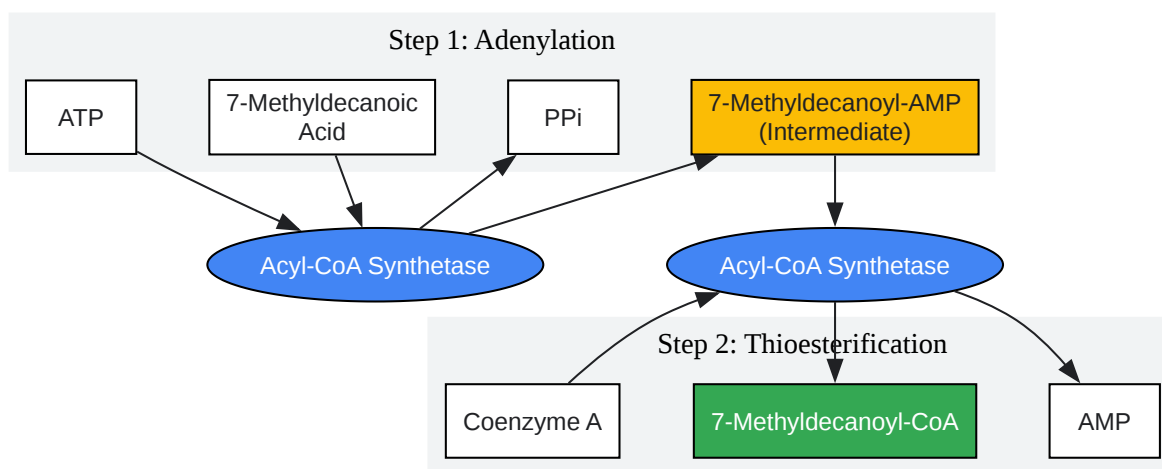 Step 1: Adenylation
ATP
7-Methyldecanoic
Acid
PPi
7-Methyldecanoyl-AMP
(Intermediate)
Acyl-CoA Synthetase
Acyl-CoA Synthetase
Step 2: Thioesterification
Coenzyme A
7-Methyldecanoyl-CoA
AMP